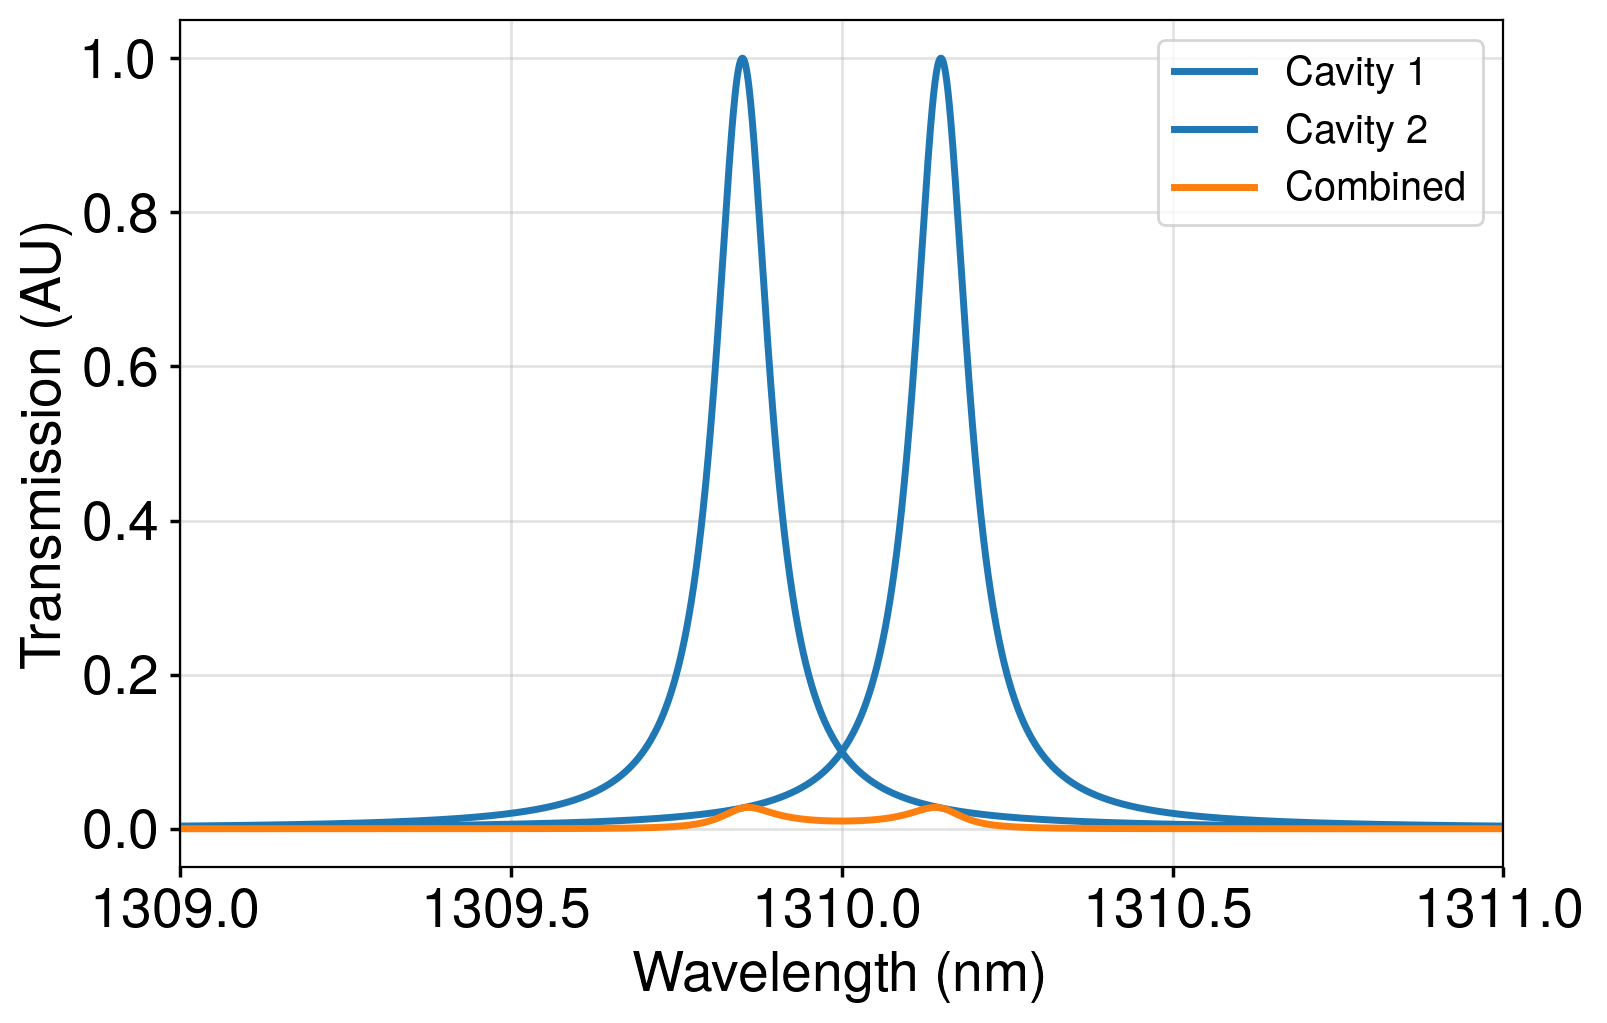 Transmission (AU)
1.0
0.8
0.6
0.4
0.2
0.0
Cavity 1
Cavity 2
Combined
1309.0 1309.5 1310.0 1310.5 1311.0
Wavelength (nm)